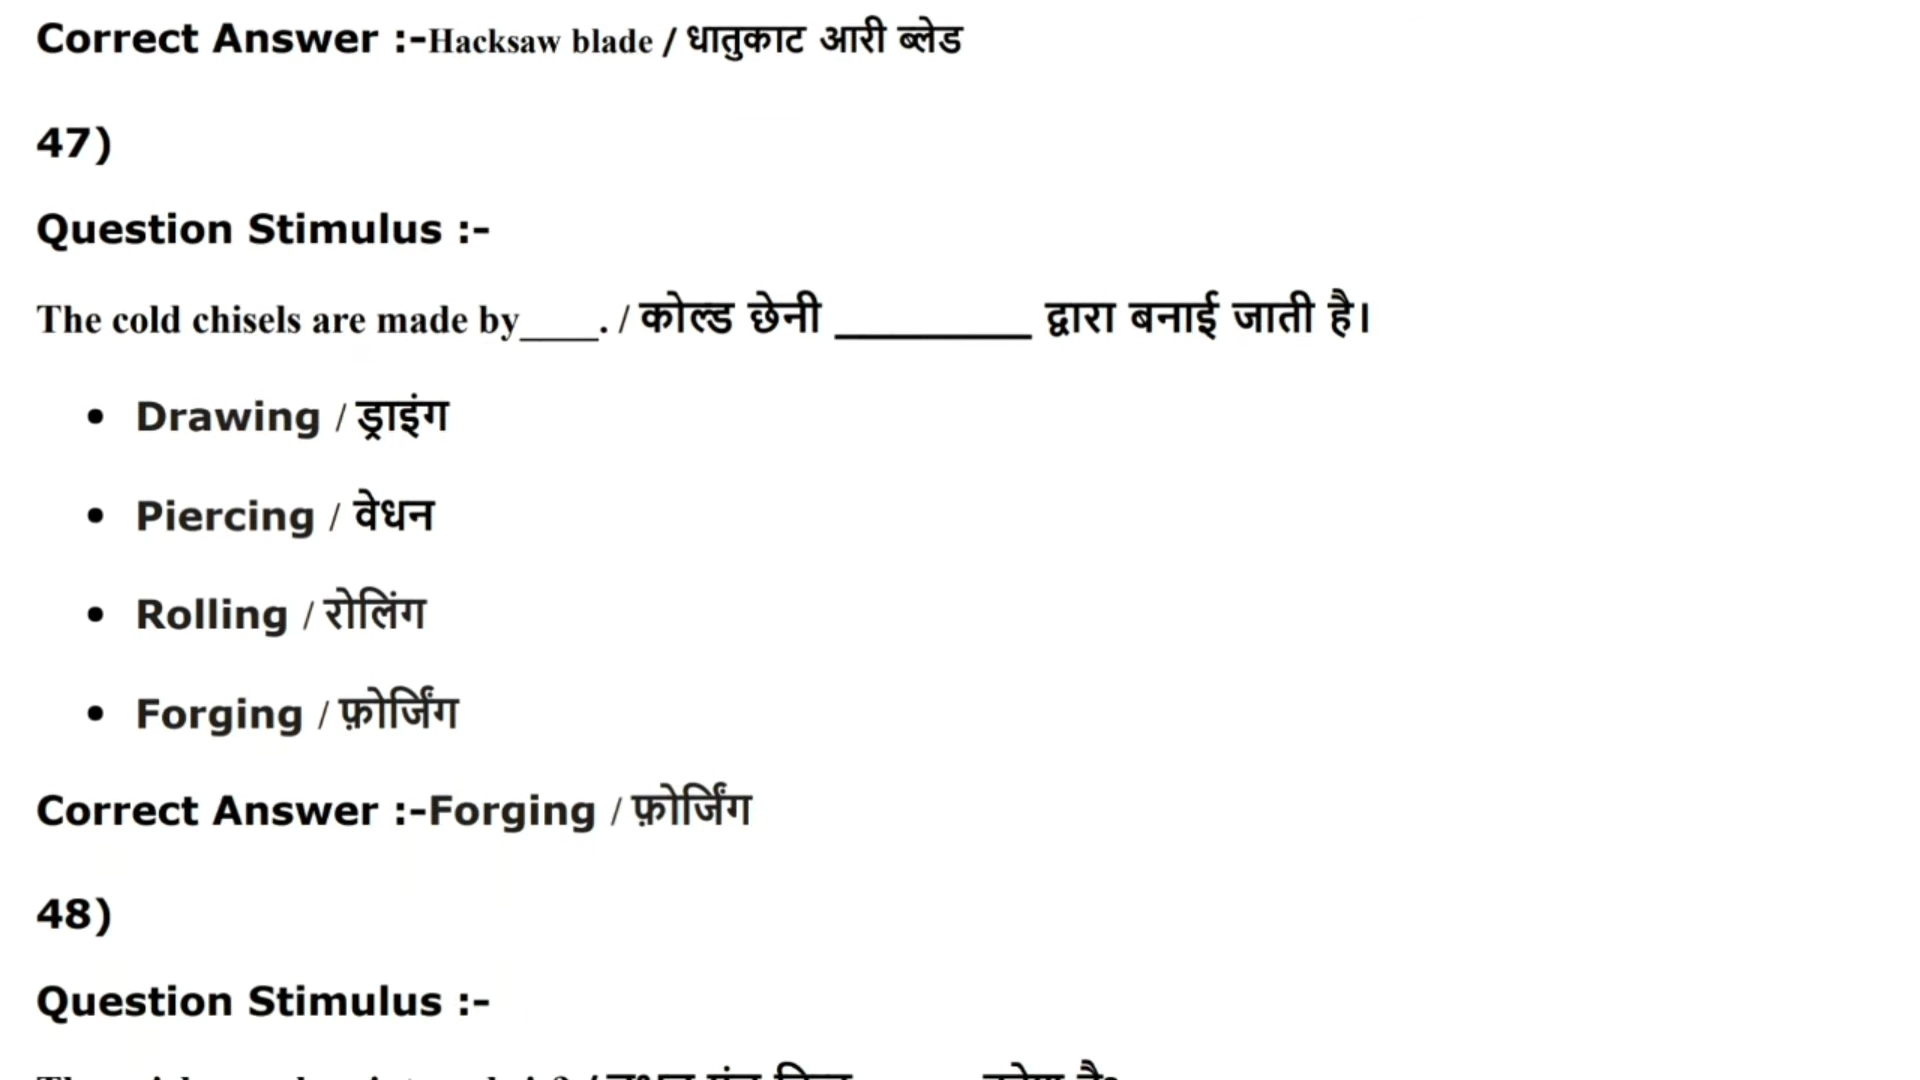 Correct Answer :-Hacksaw blade / धातुकाट आरी ब्लेड
47)
Question Stimulus :-
The cold chisels are made by____. / कोल्ड छेनी __________ द्वारा बनाई जाती है।
• Drawing / ड्राइंग
• Piercing / वेधन
• Rolling / रोलिंग
• Forging / फ़ोर्जिंग
Correct Answer :-Forging / फ़ोर्जिंग
48)
Question Stimulus :-